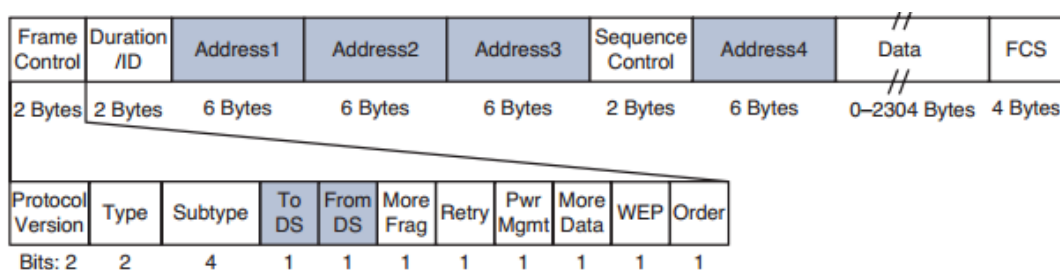 Frame Control
Duration /ID
Address1
Address2
Address3
Sequence Control
Address4
Data
FCS
2 Bytes
2 Bytes
6 Bytes
6 Bytes
6 Bytes
2 Bytes
6 Bytes
0–2304 Bytes
4 Bytes
Protocol Version
Type
Subtype
To DS
From DS
More Frag
Retry
Pwr Mgmt
More Data
WEP
Order
Bits: 2
2
4
1
1
1
1
1
1
1
1